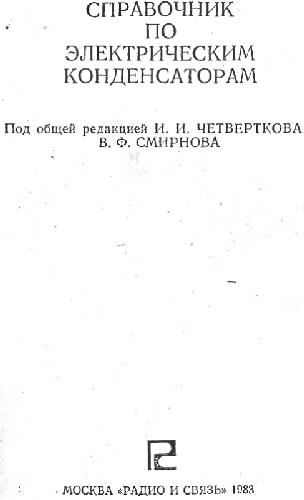 СПРАВОЧНИК
ПО
ЭЛЕКТРИЧЕСКИМ
КОНДЕНСАТОРАМ
Под общей редакцией И. И. ЧЕТВЕРТКОВА
В. Ф. СМИРНОВА
МОСКВА «РАДИО И СВЯЗЬ» 1983